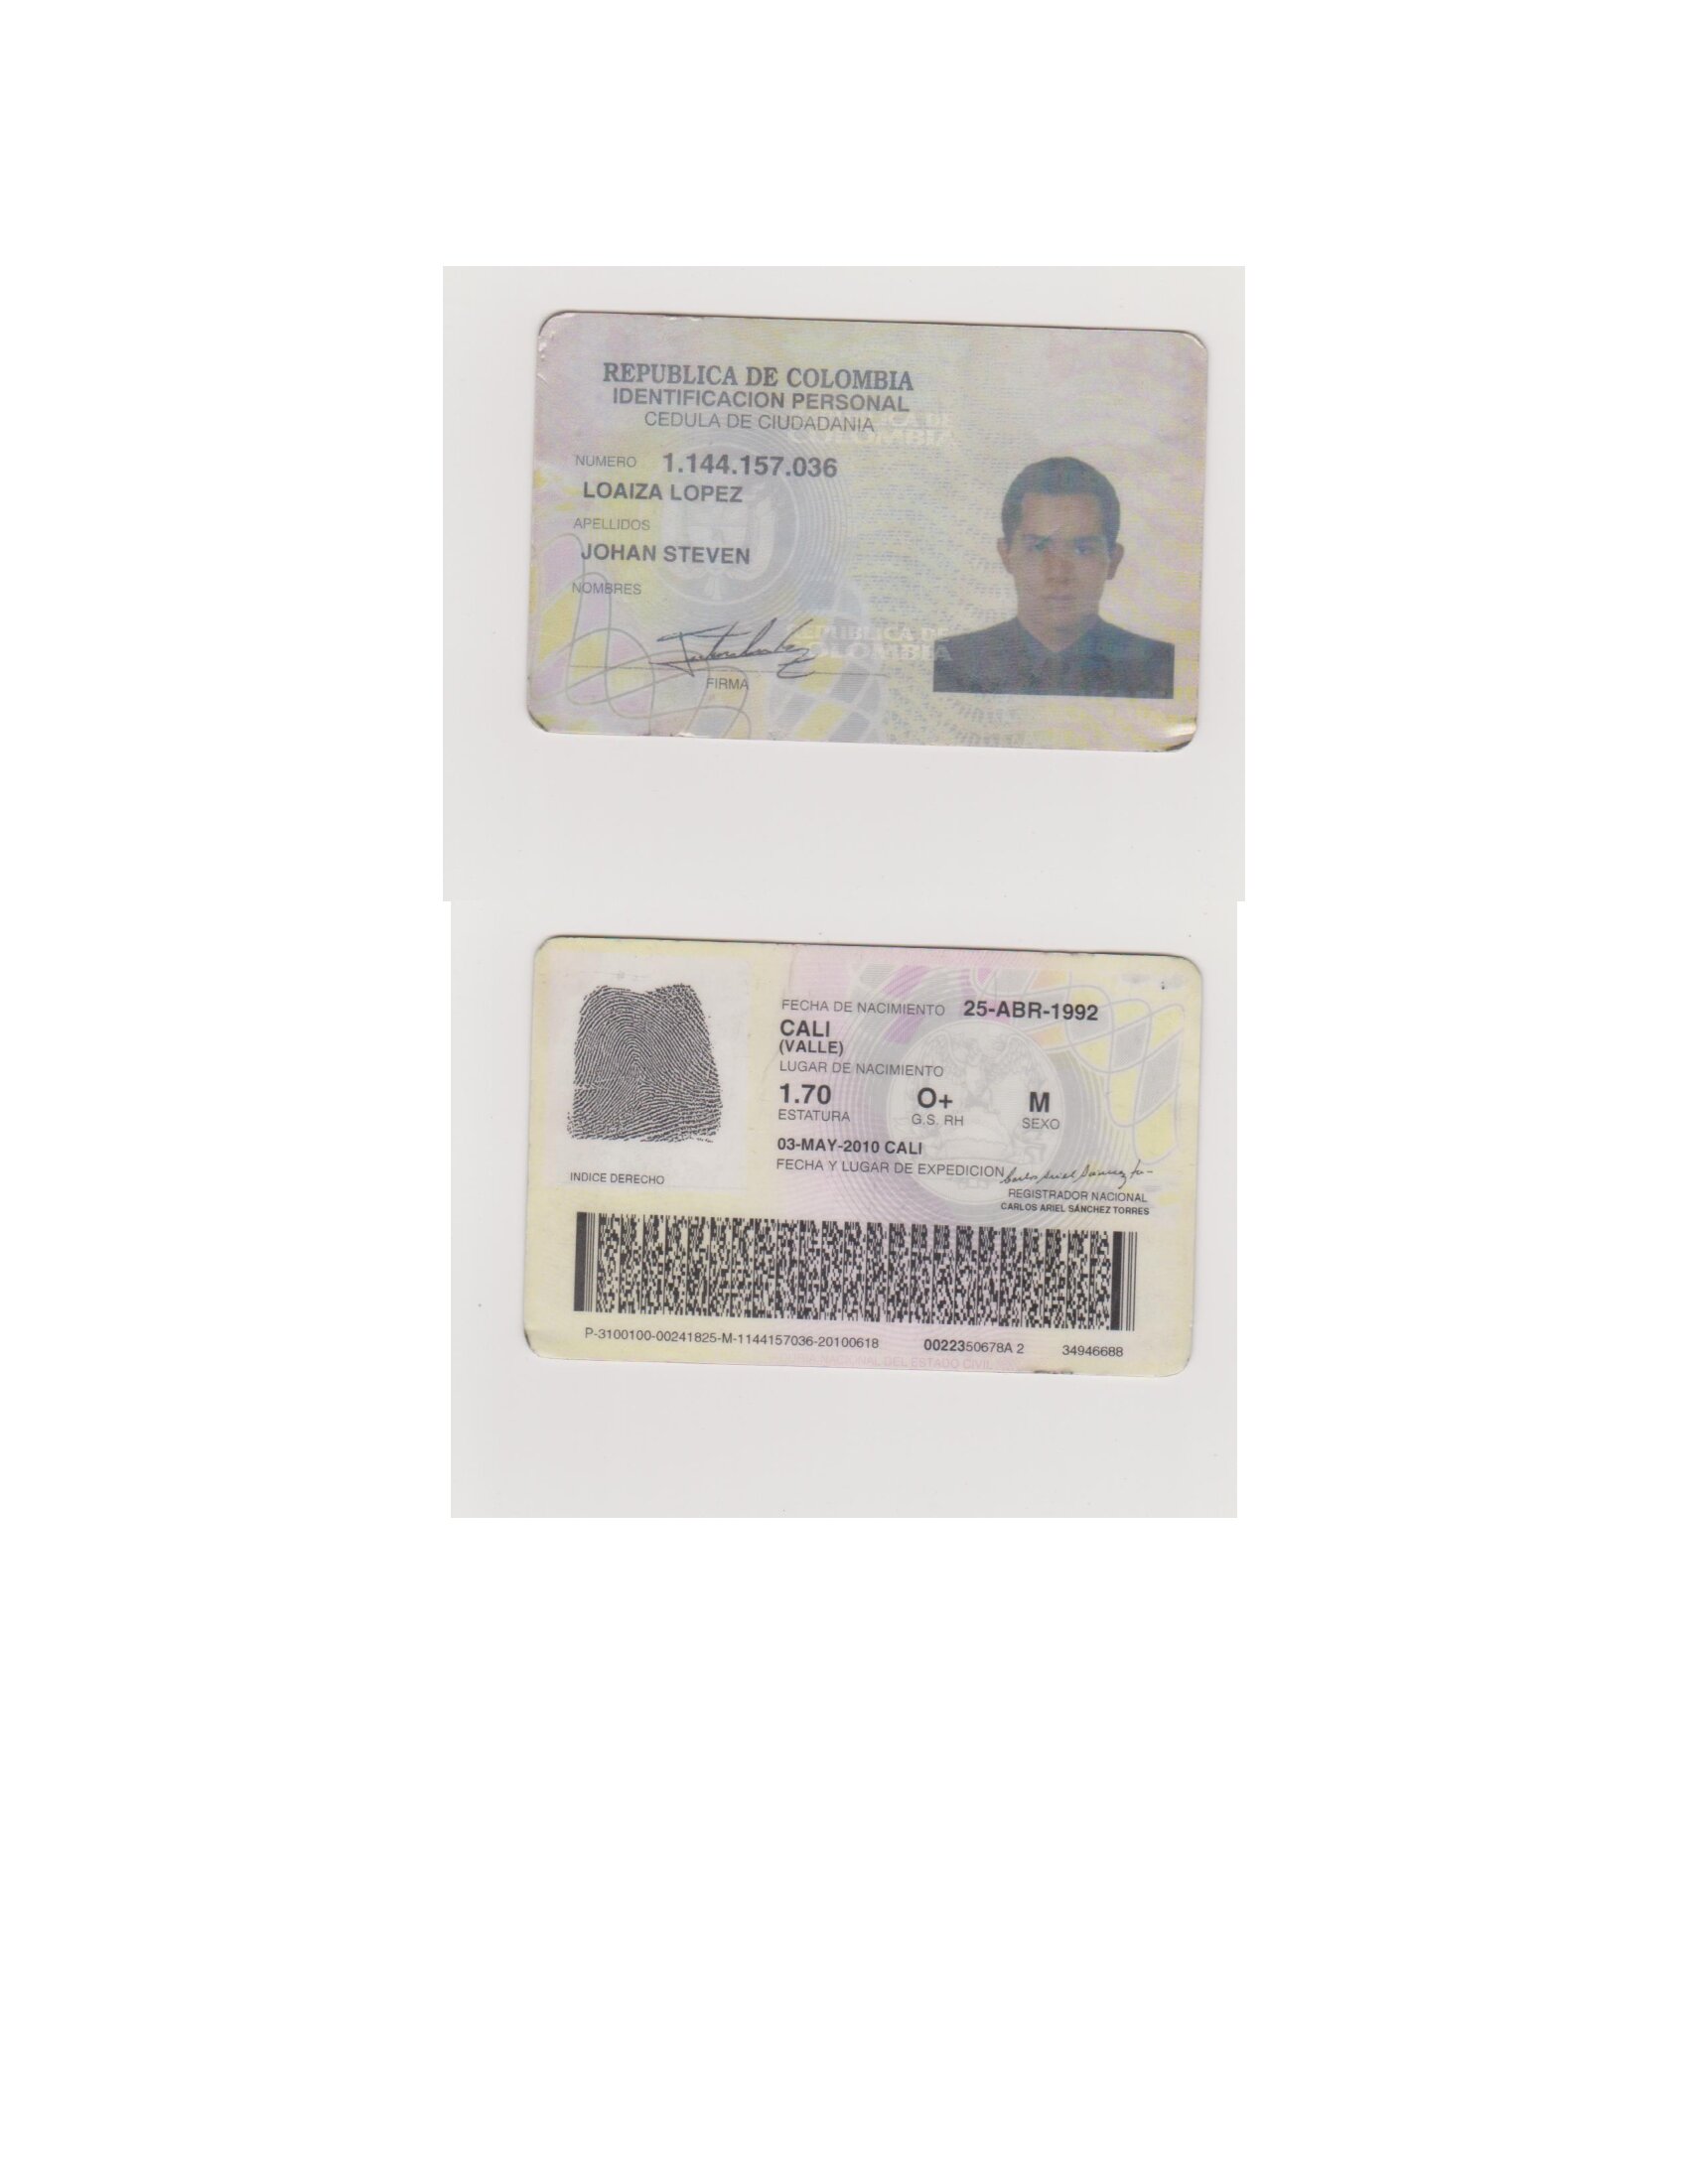 REPUBLICA DE COLOMBIA
IDENTIFICACION PERSONAL
CEDULA DE CIUDADANIA
NUMERO 1.144.157.036
LOAIZA LOPEZ
APELLIDOS
JOHAN STEVEN
NOMBRES
FIRMA
REPUBLICA DE
COLOMBIA
FECHA DE NACIMIENTO 25-ABR-1992
CALI
(VALLE)
LUGAR DE NACIMIENTO
1.70 O+ M
ESTATURA G.S. RH SEXO
03-MAY-2010 CALI
FECHA Y LUGAR DE EXPEDICION
INDICE DERECHO
REGISTRADOR NACIONAL
CARLOS ARIEL SANCHEZ TORRES
P-3100100-00241825-M-1144157036-20100618 0022350678A 2 34946688
NACIONAL DEL ESTADO CIVIL